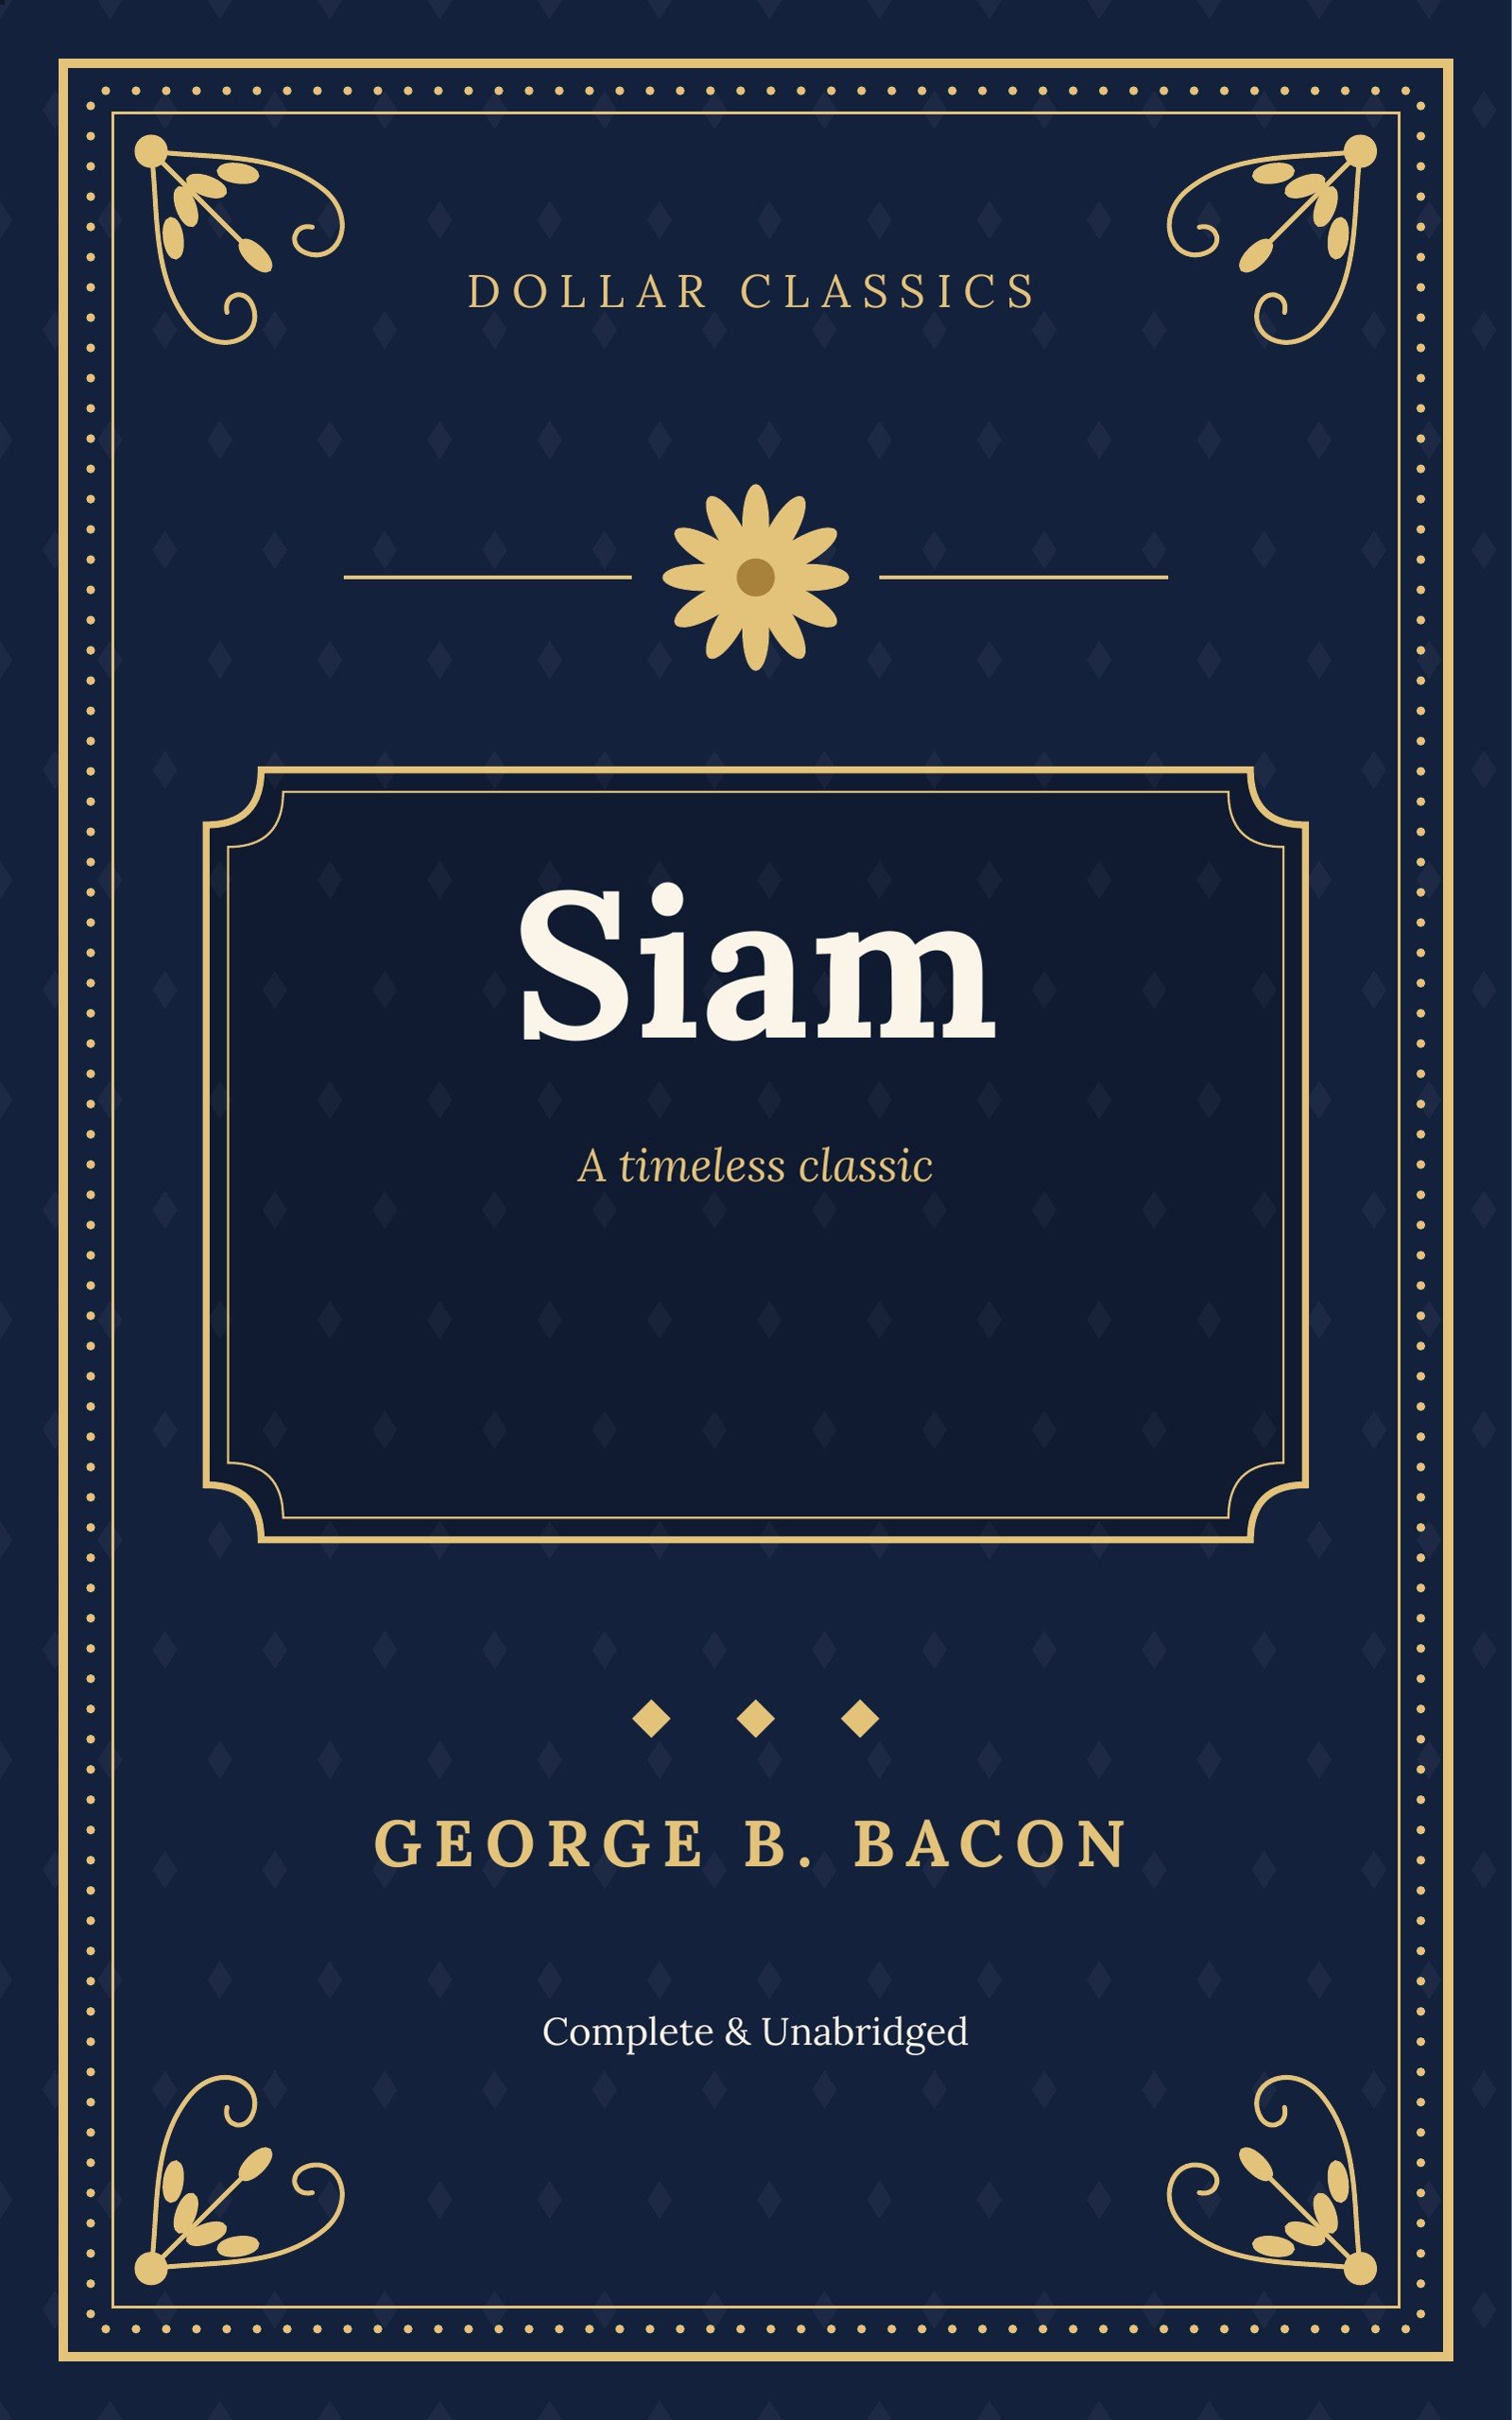 DOLLAR CLASSICS
Siam
A timeless classic
GEORGE B. BACON
Complete & Unabridged